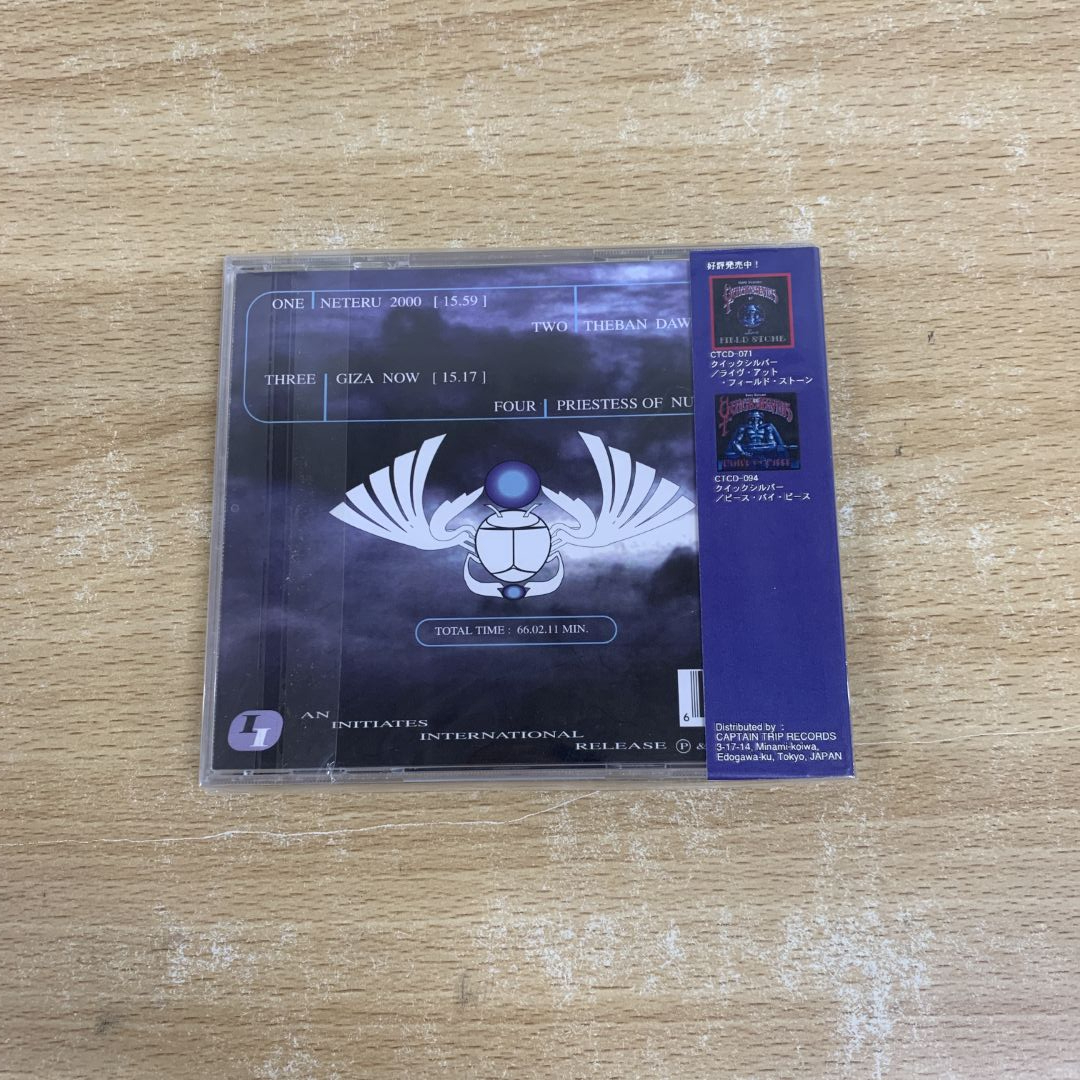 ONE NETERU 2000 [ 15.59 ]
TWO THEBAN DAW
THREE GIZA NOW [ 15.17 ]
FOUR PRIESTESS OF NU
TOTAL TIME : 66.02.11 MIN.
6
II
AN
INITIATES
INTERNATIONAL
RELEASE Ⓟ &
好評発売中！
FIELD STONE
CTCD-071
クイックシルバー
／ライヴ・アット
・フィールド・ストーン
CTCD-094
クイックシルバー
／ピース・バイ・ピース
Distributed by :
CAPTAIN TRIP RECORDS
3-17-14, Minami-koiwa,
Edogawa-ku, Tokyo, JAPAN